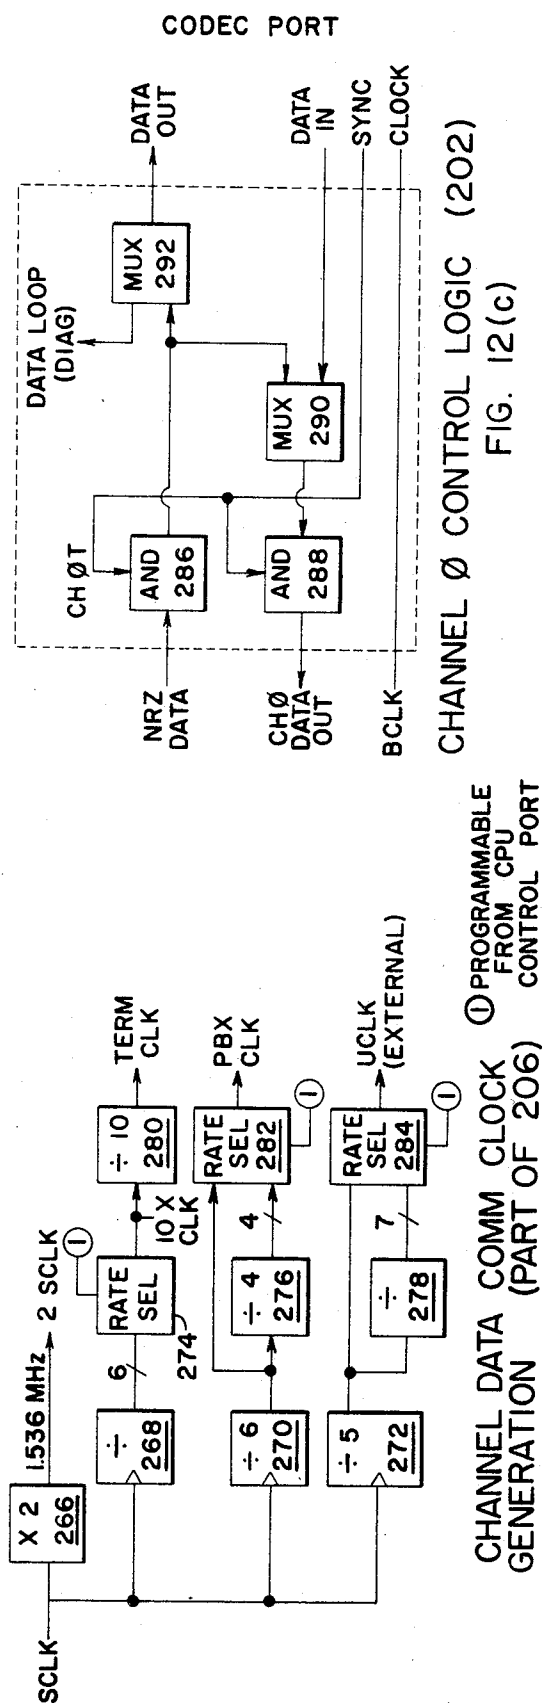 SCLK
X 2
266
1.536 MHz
2 SCLK
÷
268
6
RATE
SEL
274
①
10 X
CLK
÷ 10
280
TERM
CLK
÷ 6
270
÷ 4
276
4
RATE
SEL
282
①
PBX
CLK
÷ 5
272
÷
278
7
RATE
SEL
284
①
UCLK
(EXTERNAL)
① PROGRAMMABLE
FROM CPU
CONTROL PORT
CHANNEL DATA COMM CLOCK
GENERATION (PART OF 206)
CODEC PORT
DATA LOOP
(DIAG)
CHØT
NRZ
DATA
AND
286
MUX
292
DATA
OUT
CHØ
DATA
OUT
AND
288
MUX
290
DATA
IN
SYNC
BCLK
CLOCK
CHANNEL Ø CONTROL LOGIC (202)
FIG. 12(c)